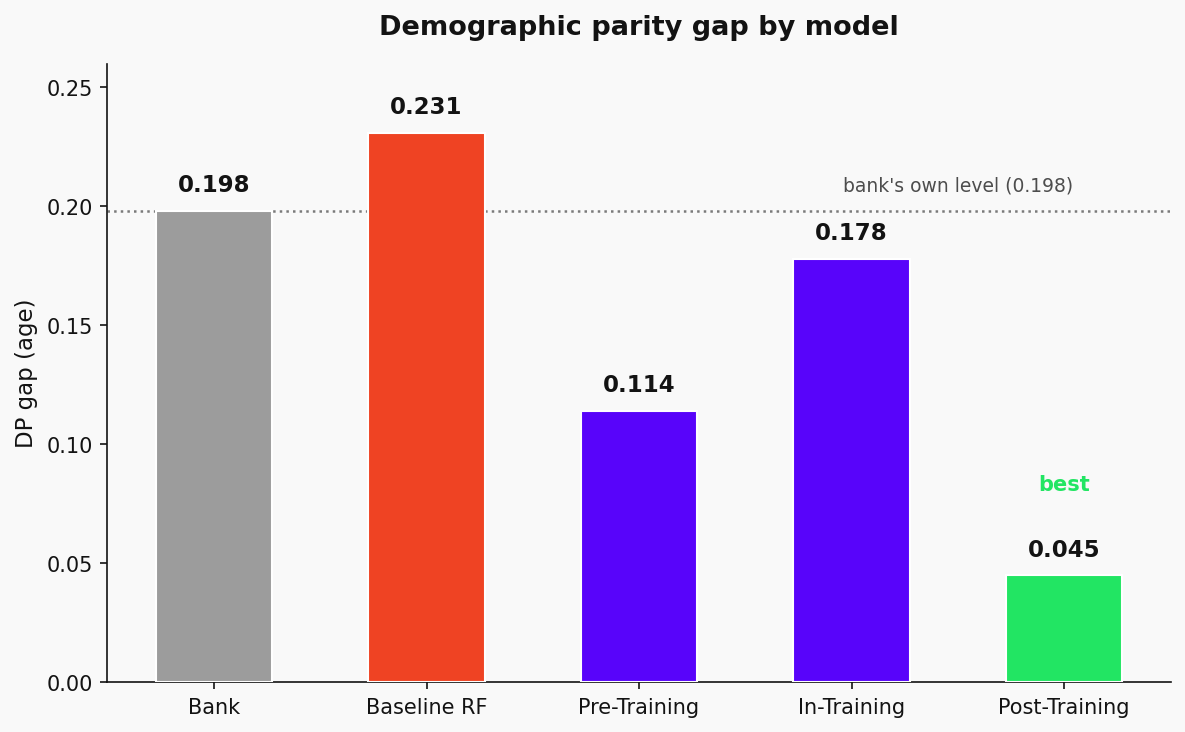 Demographic parity gap by model
DP gap (age)
0.25
0.20
0.15
0.10
0.05
0.00
0.198
0.231
0.114
0.178
0.045
bank's own level (0.198)
best
Bank
Baseline RF
Pre-Training
In-Training
Post-Training